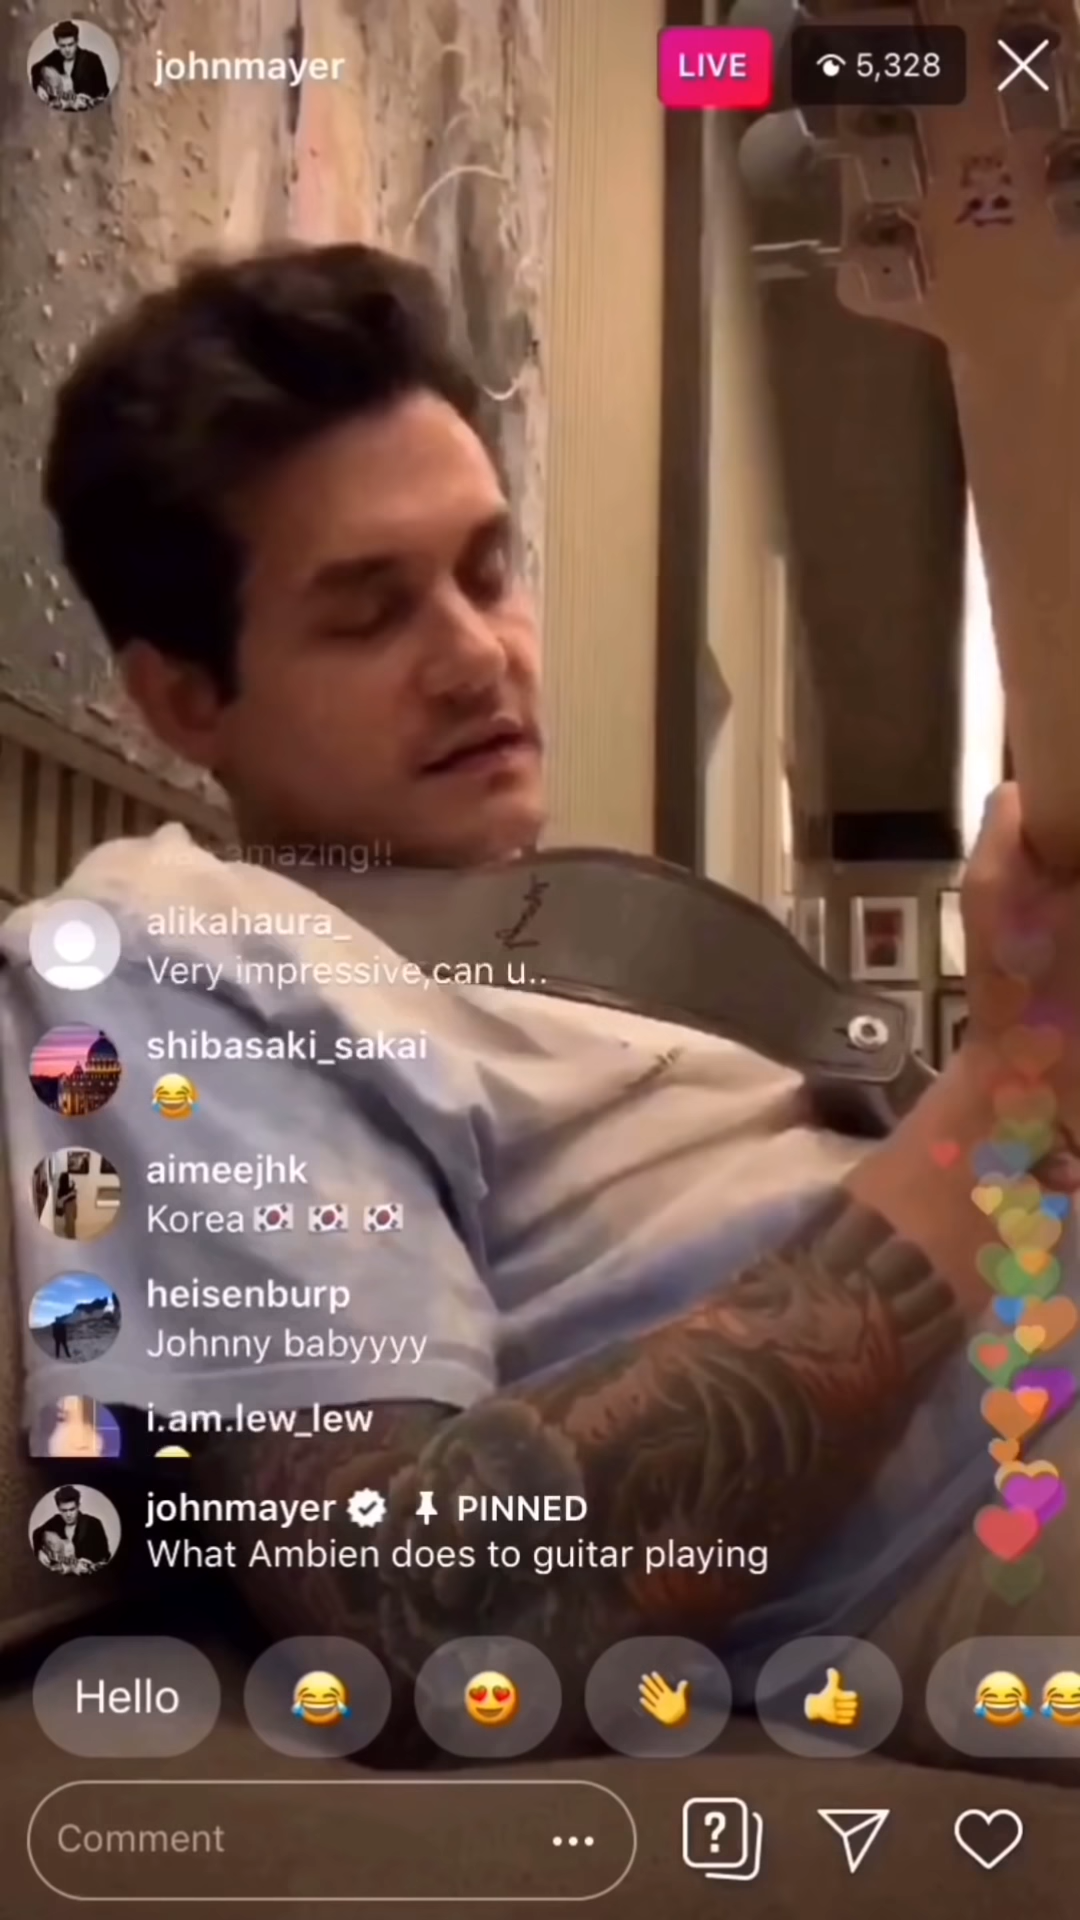 johnmayer
LIVE
5,328
amazing!!
alikahaura_
Very impressive,can u..
shibasaki_sakai
😂
aimeejhk
Korea 🇰🇷 🇰🇷 🇰🇷
heisenburp
Johnny babyyyy
i.am.lew_lew
johnmayer PINNED
What Ambien does to guitar playing
Hello 😂 😍 👋 👍 😂😂
Comment ...
?